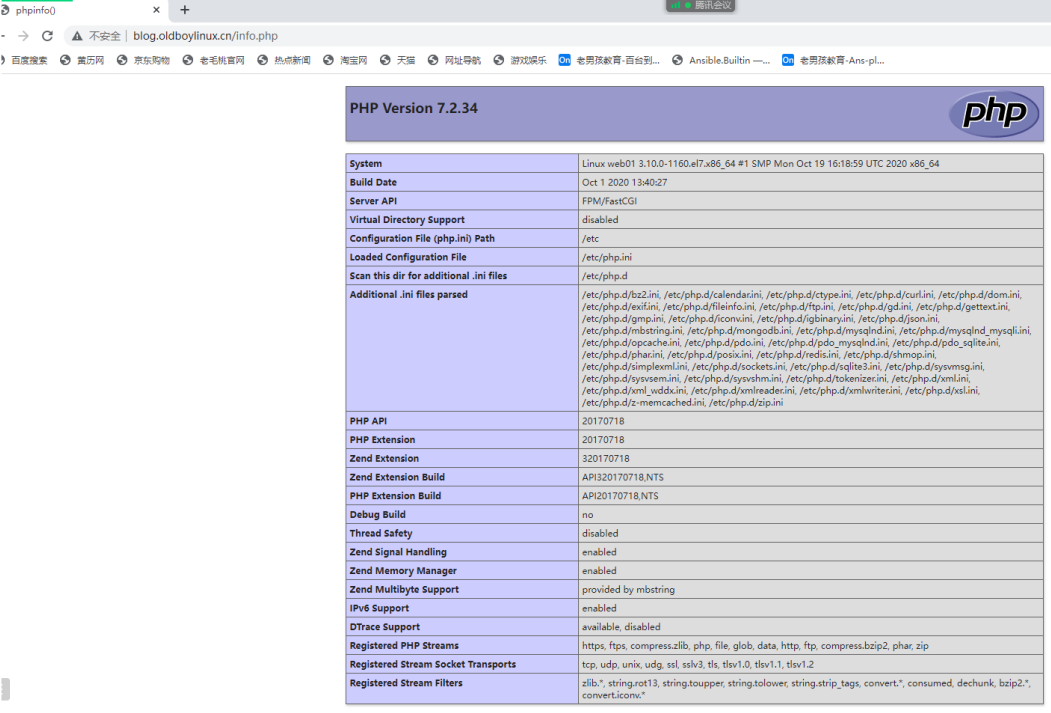 phpinfo()
腾讯会议
不安全 blog.oldboylinux.cn/info.php
百度搜索 黄历网 京东购物 老毛桃官网 热点新闻 淘宝网 天猫 网址导航 游戏娱乐 On 老男孩教育-百台到... Ansible.Builtin —... On 老男孩教育-Ans-pl...
PHP Version 7.2.34
php
System Linux web01 3.10.0-1160.el7.x86_64 #1 SMP Mon Oct 19 16:18:59 UTC 2020 x86_64
Build Date Oct 1 2020 13:40:27
Server API FPM/FastCGI
Virtual Directory Support disabled
Configuration File (php.ini) Path /etc
Loaded Configuration File /etc/php.ini
Scan this dir for additional .ini files /etc/php.d
Additional .ini files parsed /etc/php.d/bz2.ini, /etc/php.d/calendar.ini, /etc/php.d/ctype.ini, /etc/php.d/curl.ini, /etc/php.d/dom.ini,
/etc/php.d/exif.ini, /etc/php.d/fileinfo.ini, /etc/php.d/ftp.ini, /etc/php.d/gd.ini, /etc/php.d/gettext.ini,
/etc/php.d/gmp.ini, /etc/php.d/iconv.ini, /etc/php.d/igbinary.ini, /etc/php.d/json.ini,
/etc/php.d/mbstring.ini, /etc/php.d/mongodb.ini, /etc/php.d/mysqlnd.ini, /etc/php.d/mysqlnd_mysqli.ini,
/etc/php.d/opcache.ini, /etc/php.d/pdo.ini, /etc/php.d/pdo_mysqlnd.ini, /etc/php.d/pdo_sqlite.ini,
/etc/php.d/phar.ini, /etc/php.d/posix.ini, /etc/php.d/redis.ini, /etc/php.d/shmop.ini,
/etc/php.d/simplexml.ini, /etc/php.d/sockets.ini, /etc/php.d/sqlite3.ini, /etc/php.d/sysvmsg.ini,
/etc/php.d/sysvsem.ini, /etc/php.d/sysvshm.ini, /etc/php.d/tokenizer.ini, /etc/php.d/xml.ini,
/etc/php.d/xml_wddx.ini, /etc/php.d/xmlreader.ini, /etc/php.d/xmlwriter.ini, /etc/php.d/xsl.ini,
/etc/php.d/z-memcached.ini, /etc/php.d/zip.ini
PHP API 20170718
PHP Extension 20170718
Zend Extension 320170718
Zend Extension Build API320170718,NTS
PHP Extension Build API20170718,NTS
Debug Build no
Thread Safety disabled
Zend Signal Handling enabled
Zend Memory Manager enabled
Zend Multibyte Support provided by mbstring
IPv6 Support enabled
DTrace Support available, disabled
Registered PHP Streams https, ftps, compress.zlib, php, file, glob, data, http, ftp, compress.bzip2, phar, zip
Registered Stream Socket Transports tcp, udp, unix, udg, ssl, sslv3, tls, tlsv1.0, tlsv1.1, tlsv1.2
Registered Stream Filters zlib.*, string.rot13, string.toupper, string.tolower, string.strip_tags, convert.*, consumed, dechunk, bzip2.*,
convert.iconv.*